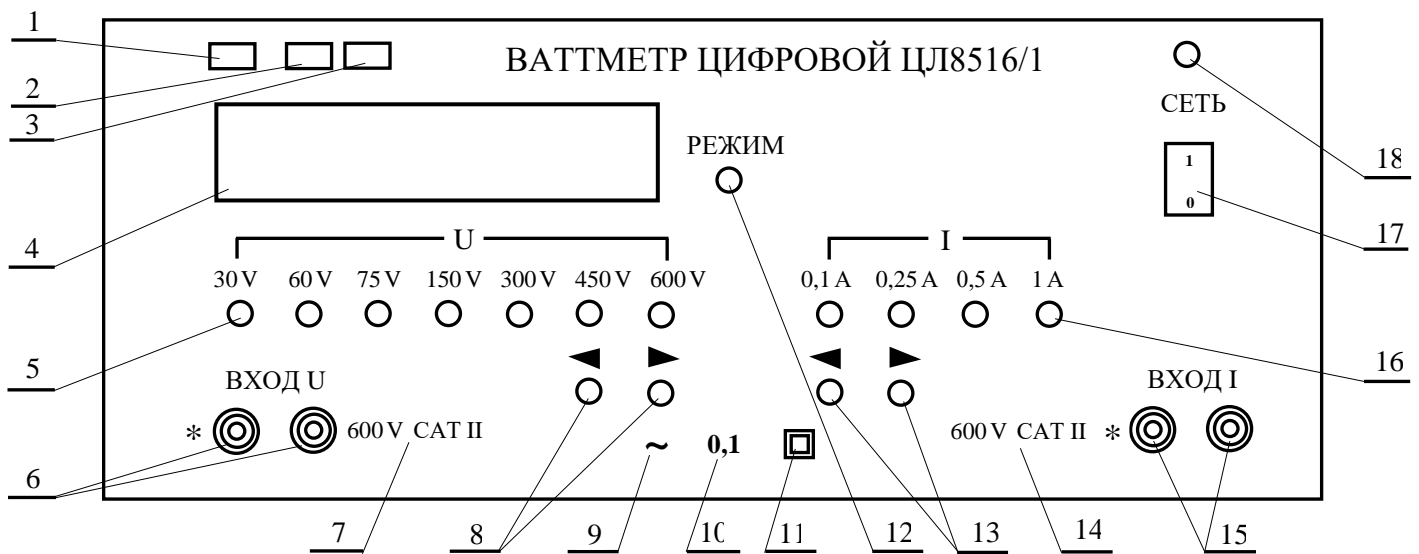 1
2
3
4
5
6
ВАТТМЕТР ЦИФРОВОЙ ЦЛ8516/1
СЕТЬ
РЕЖИМ
1
0
18
17
U
I
30 V 60 V 75 V 150 V 300 V 450 V 600 V
0,1 A 0,25 A 0,5 A 1 A
◄ ►
◄ ►
16
ВХОД U
ВХОД I
* 600 V CAT II
~ 0,1
600 V CAT II *
7 8 9 10 11 12 13 14 15